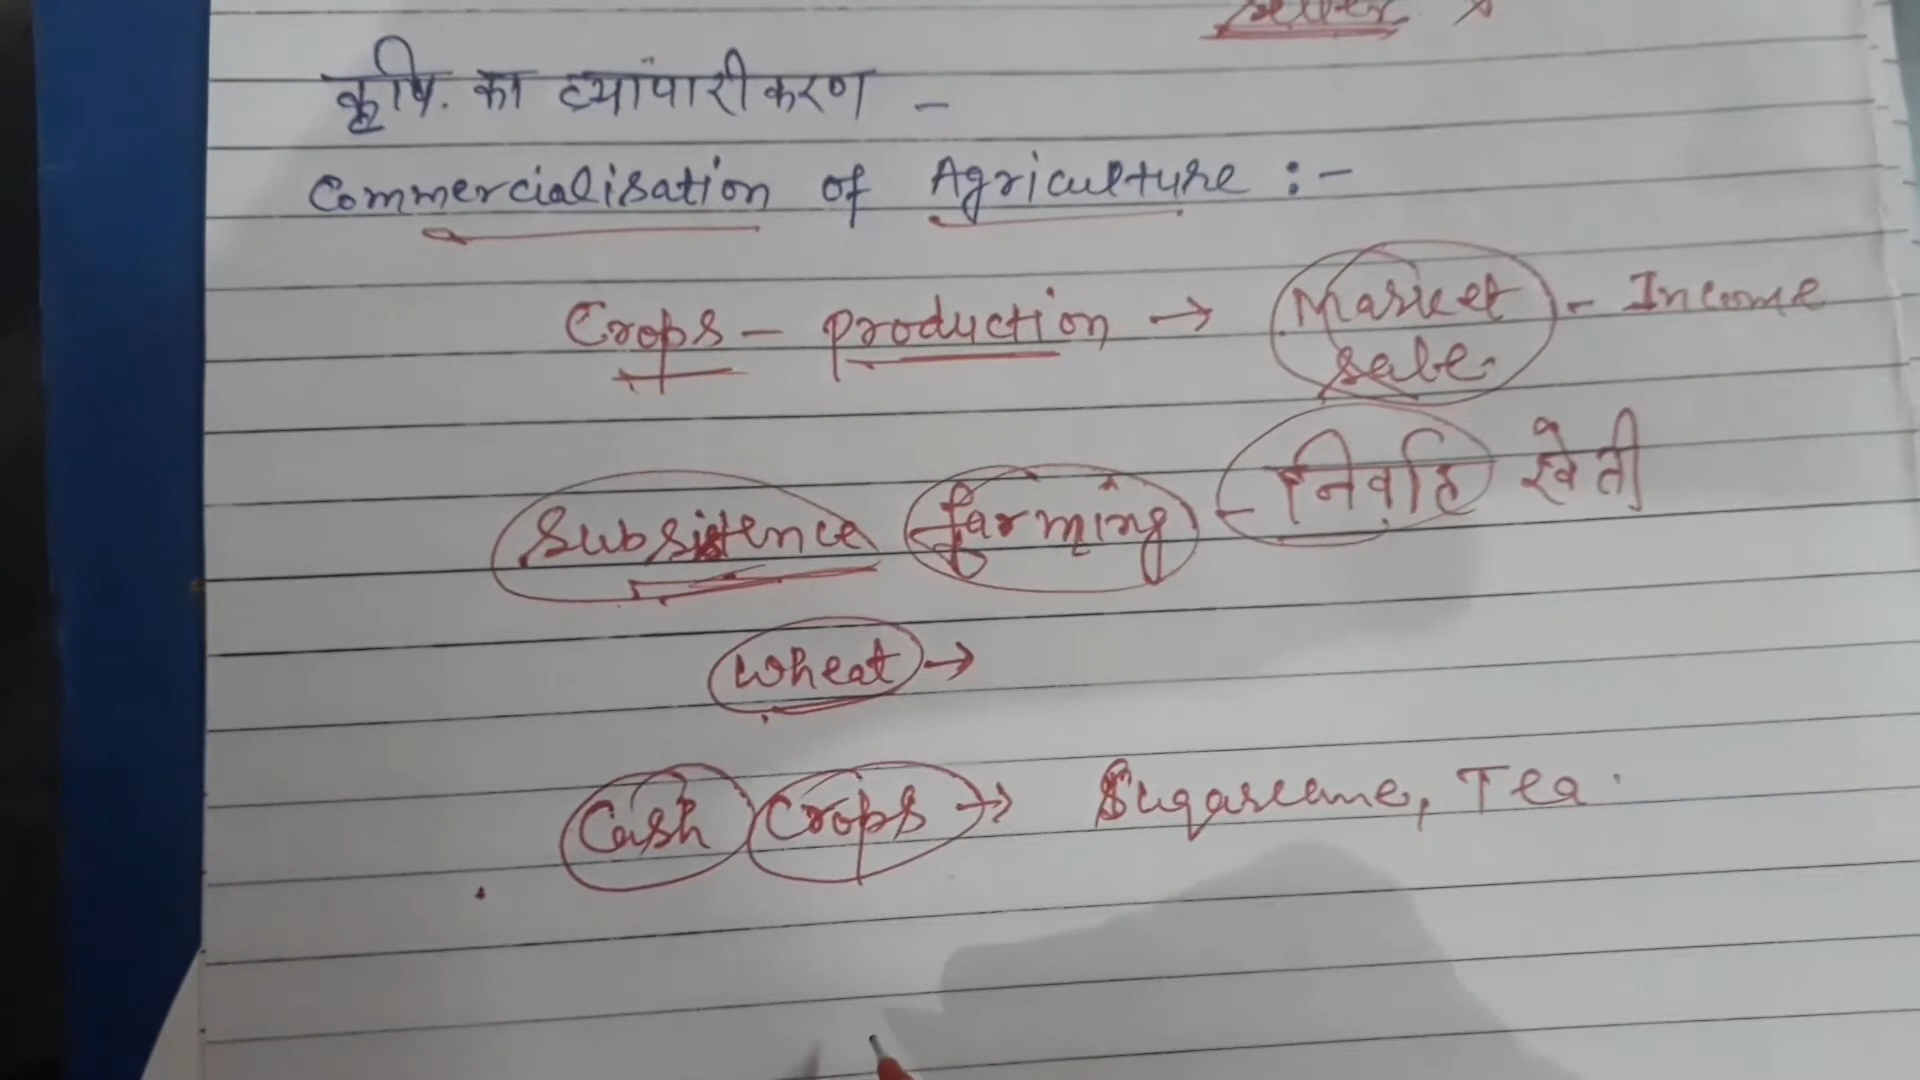 कृषि का व्यापारीकरण -
Commercialisation of Agriculture :-
Crops - production → Market - Income
sale.
Subsistence farming - निर्वाह खेती
Wheat →
Cash Crops → Sugarcane, Tea.